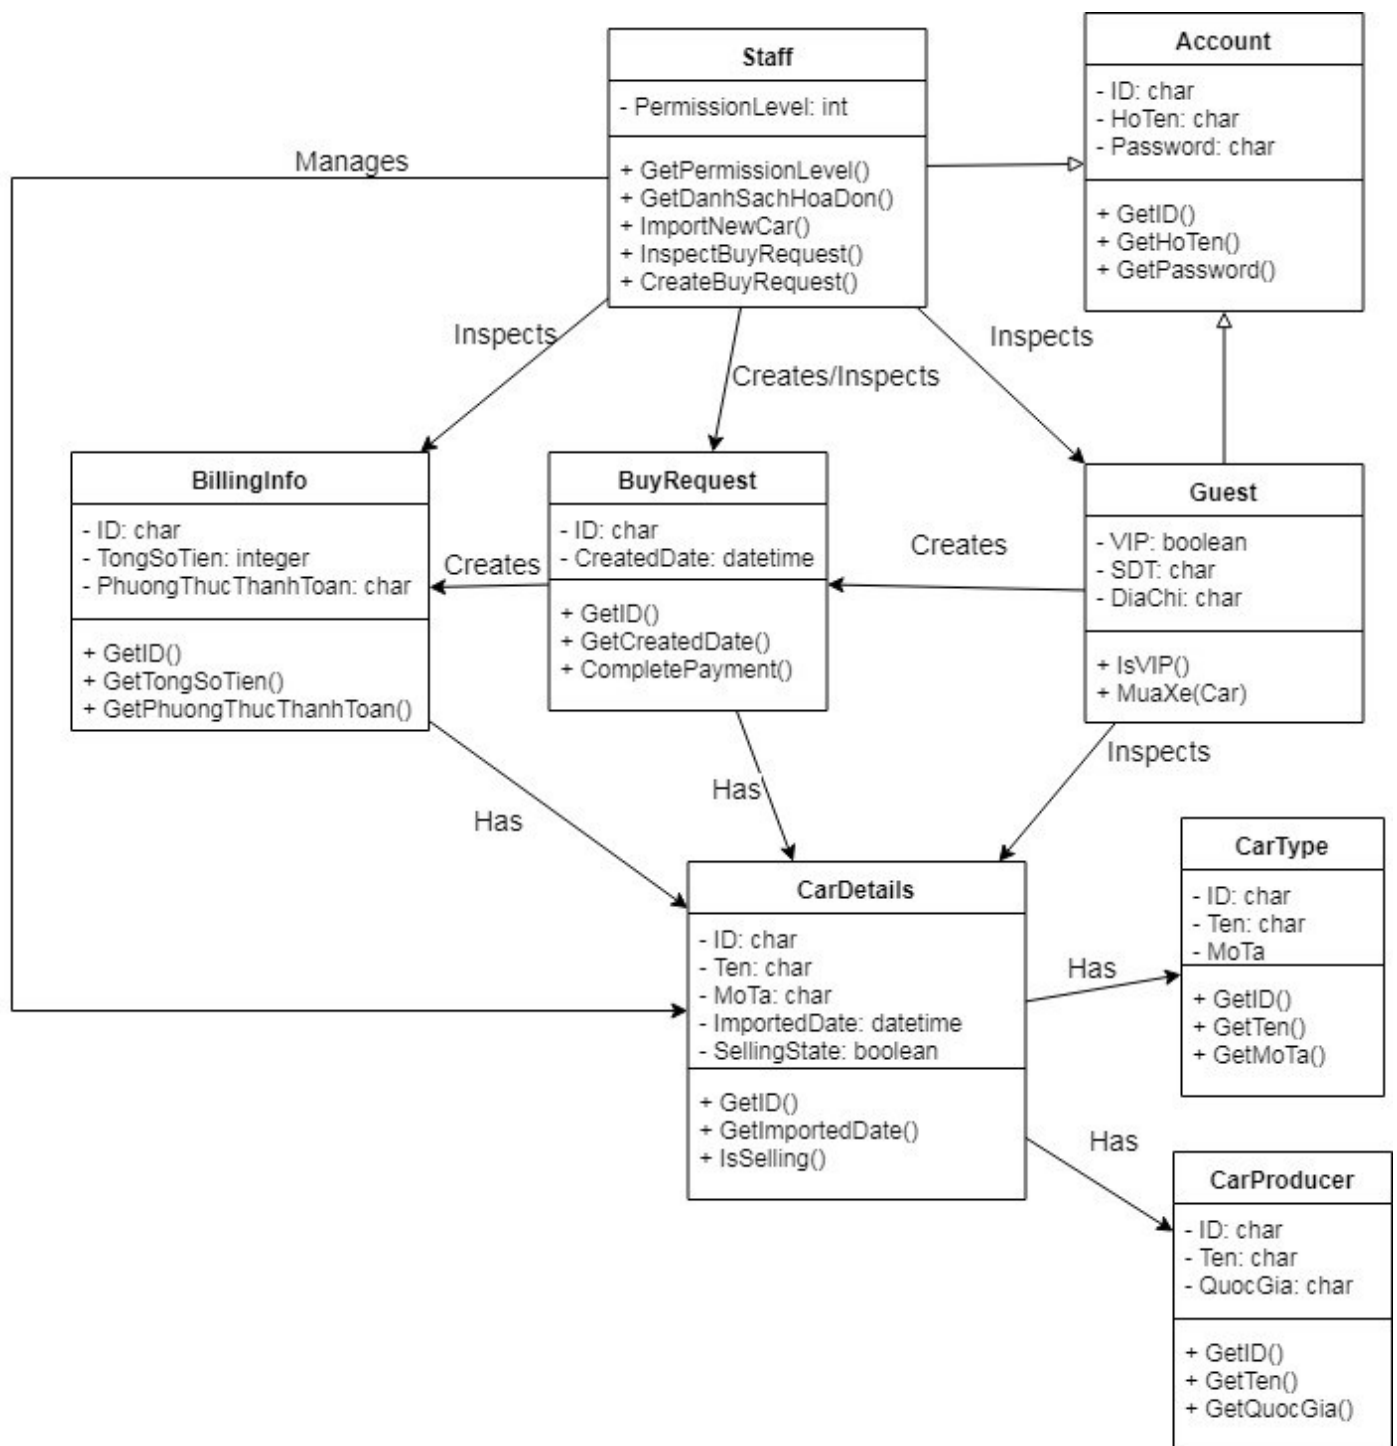 Staff
- PermissionLevel: int
+ GetPermissionLevel()
+ GetDanhSachHoaDon()
+ ImportNewCar()
+ InspectBuyRequest()
+ CreateBuyRequest()
Account
- ID: char
- HoTen: char
- Password: char
+ GetID()
+ GetHoTen()
+ GetPassword()
Manages
Inspects
Creates/Inspects
Inspects
BillingInfo
- ID: char
- TongSoTien: integer
- PhuongThucThanhToan: char
+ GetID()
+ GetTongSoTien()
+ GetPhuongThucThanhToan()
Creates
BuyRequest
- ID: char
- CreatedDate: datetime
+ GetID()
+ GetCreatedDate()
+ CompletePayment()
Creates
Guest
- VIP: boolean
- SDT: char
- DiaChi: char
+ IsVIP()
+ MuaXe(Car)
Has
Has
Inspects
CarDetails
- ID: char
- Ten: char
- MoTa: char
- ImportedDate: datetime
- SellingState: boolean
+ GetID()
+ GetImportedDate()
+ IsSelling()
Has
CarType
- ID: char
- Ten: char
- MoTa
+ GetID()
+ GetTen()
+ GetMoTa()
Has
CarProducer
- ID: char
- Ten: char
- QuocGia: char
+ GetID()
+ GetTen()
+ GetQuocGia()